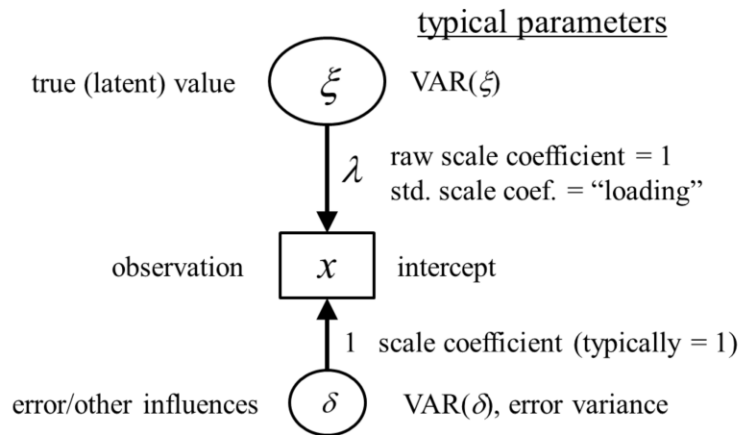 typical parameters
true (latent) value ξ VAR(ξ)
λ raw scale coefficient = 1
std. scale coef. = “loading”
observation x intercept
1 scale coefficient (typically = 1)
error/other influences δ VAR(δ), error variance